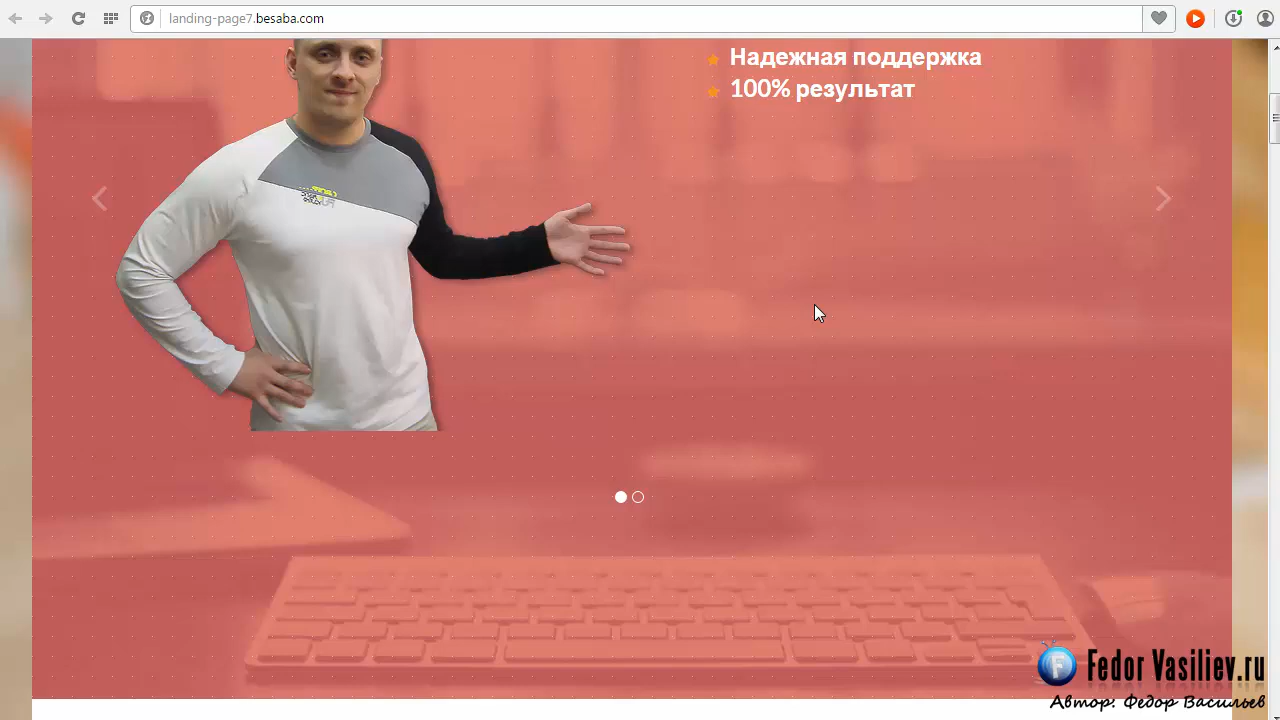 landing-page7.besaba.com
Надежная поддержка
100% результат
Fedor Vasiliev.ru
Автор: Федор Васильев